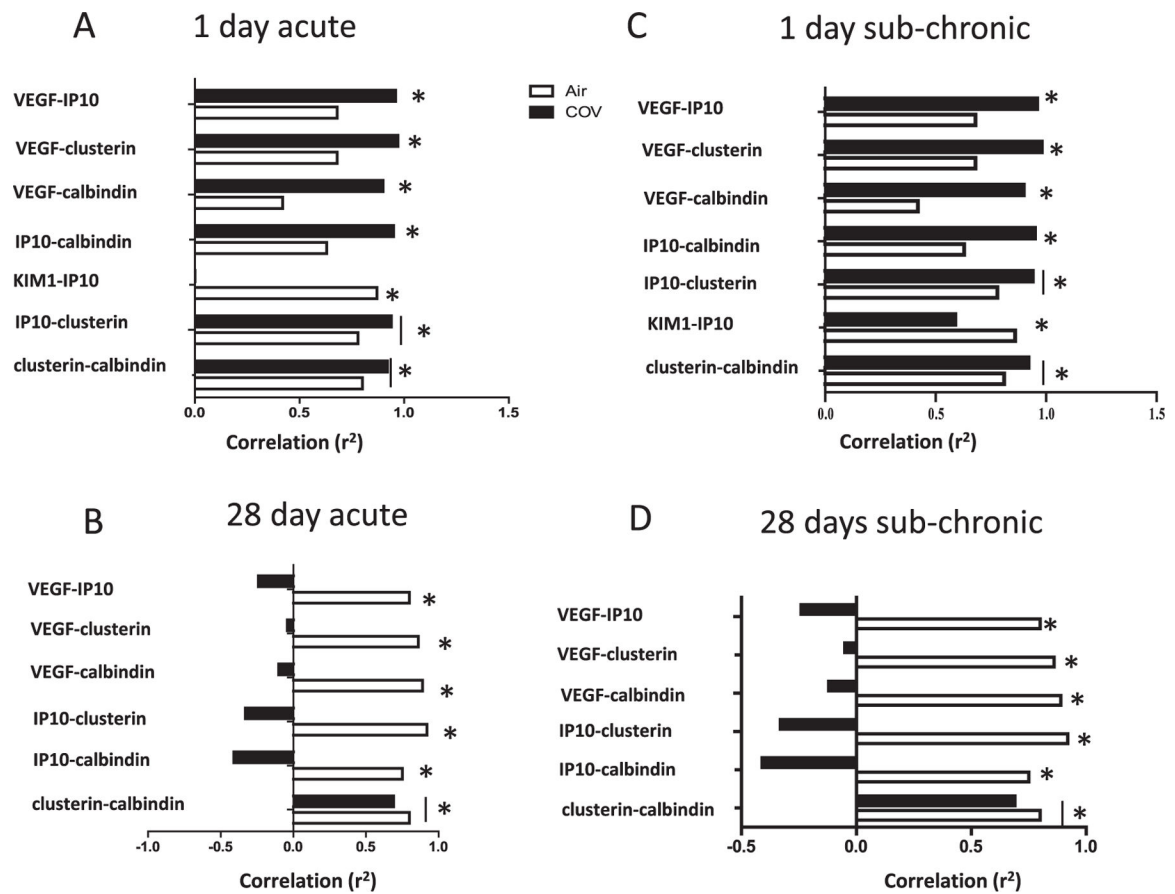 A 1 day acute
VEGF-IP10 *
VEGF-clusterin *
VEGF-calbindin *
IP10-calbindin *
KIM1-IP10 *
IP10-clusterin *
clusterin-calbindin *
0.0 0.5 1.0 1.5
Correlation (r²)
Air
COV
C 1 day sub-chronic
VEGF-IP10 *
VEGF-clusterin *
VEGF-calbindin *
IP10-calbindin *
IP10-clusterin *
KIM1-IP10 *
clusterin-calbindin *
0.0 0.5 1.0 1.5
Correlation (r²)
B 28 day acute
VEGF-IP10 *
VEGF-clusterin *
VEGF-calbindin *
IP10-clusterin *
IP10-calbindin *
clusterin-calbindin *
-1.0 -0.5 0.0 0.5 1.0
Correlation (r²)
D 28 days sub-chronic
VEGF-IP10 *
VEGF-clusterin *
VEGF-calbindin *
IP10-clusterin *
IP10-calbindin *
clusterin-calbindin *
-0.5 0.0 0.5 1.0
Correlation (r²)